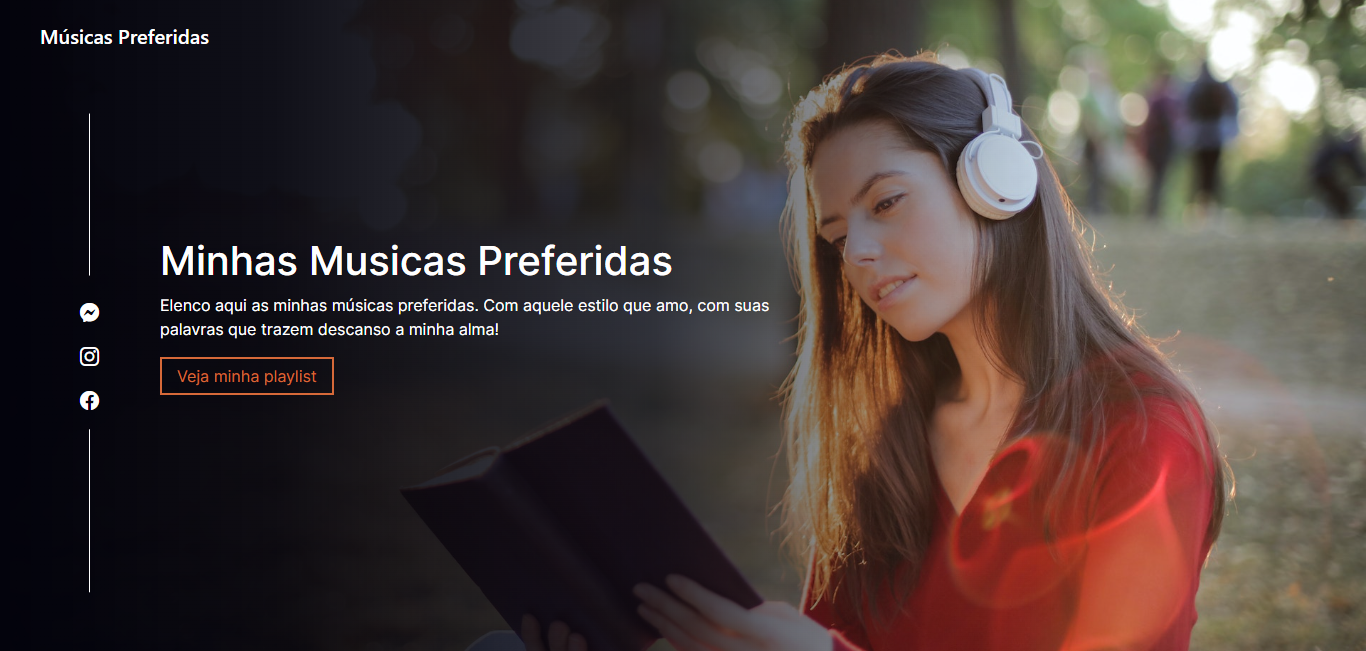 Músicas Preferidas
Minhas Musicas Preferidas
Elenco aqui as minhas músicas preferidas. Com aquele estilo que amo, com suas
palavras que trazem descanso a minha alma!
Veja minha playlist